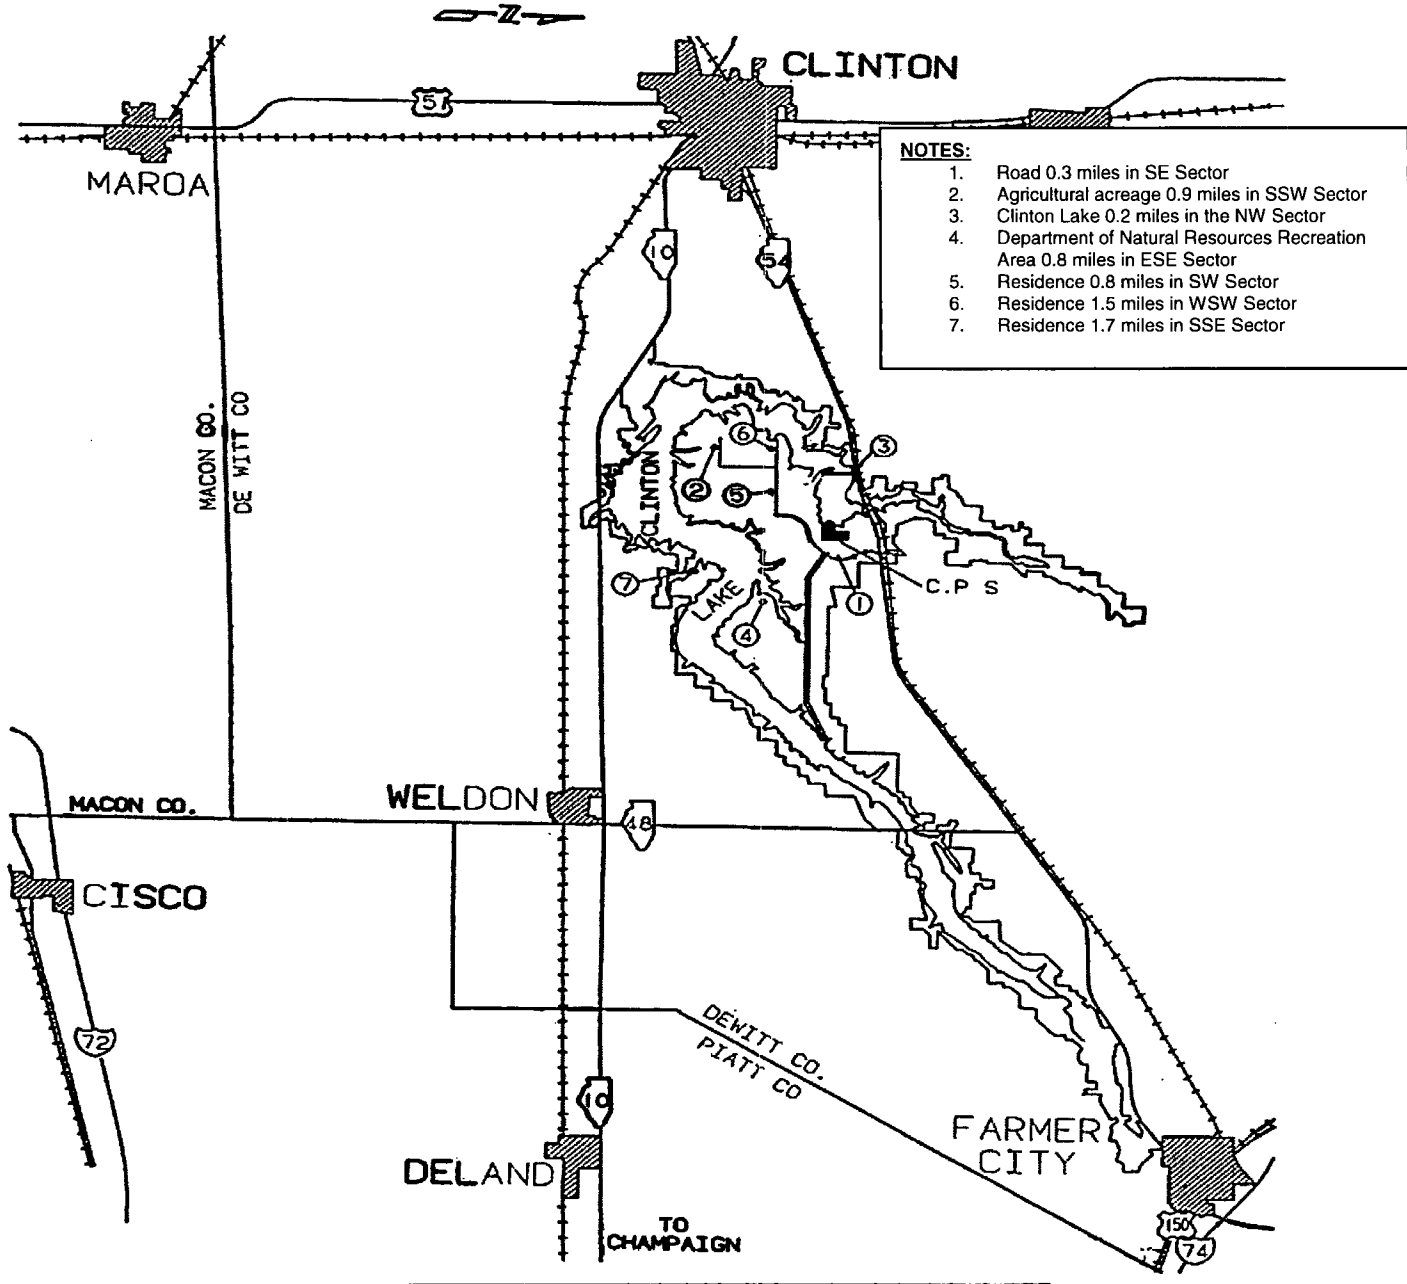 Z
CLINTON
51
MAROA
NOTES:
1. Road 0.3 miles in SE Sector
2. Agricultural acreage 0.9 miles in SSW Sector
3. Clinton Lake 0.2 miles in the NW Sector
4. Department of Natural Resources Recreation
Area 0.8 miles in ESE Sector
5. Residence 0.8 miles in SW Sector
6. Residence 1.5 miles in WSW Sector
7. Residence 1.7 miles in SSE Sector
10
54
MACON CO.
DE WITT CO
6
3
CLINTON
2
5
7
LAKE
C.P S
1
4
WELDON
MACON CO.
48
CISCO
72
DEWITT CO.
PIATT CO
10
FARMER
CITY
DELAND
TO
CHAMPAIGN
150
74